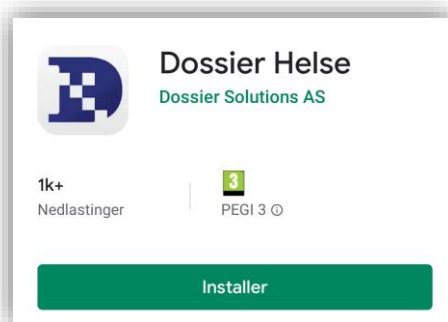 Dossier Helse
Dossier Solutions AS
1k+
Nedlastinger
3
PEGI 3 ⓘ
Installer